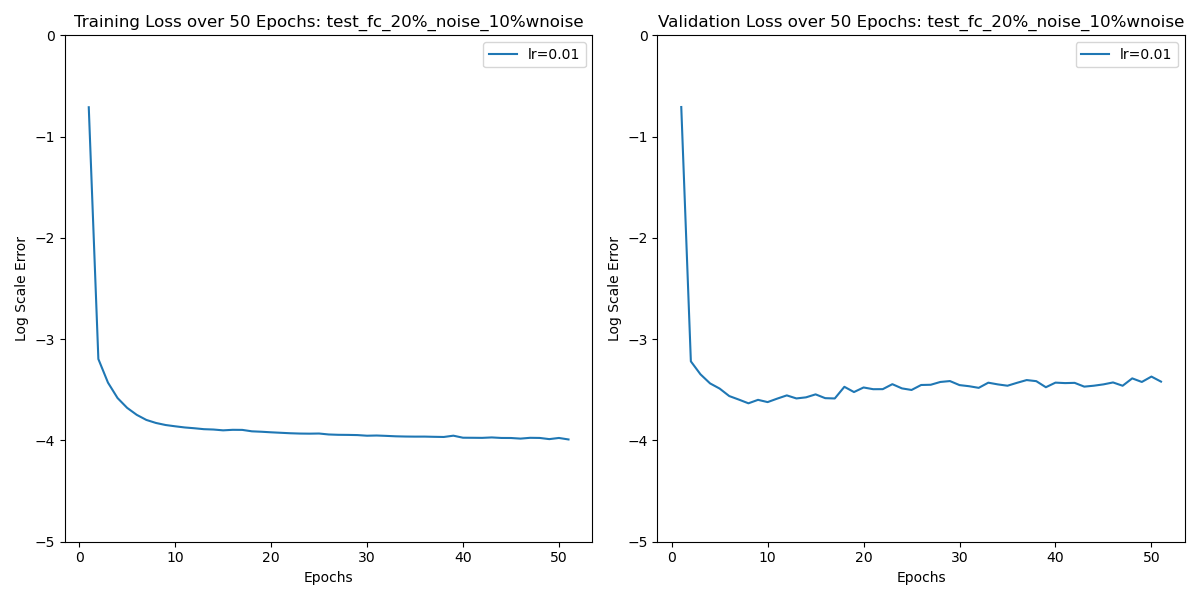 Training Loss over 50 Epochs: test_fc_20%_noise_10%wnoise
lr=0.01
0
−1
−2
−3
−4
−5
Log Scale Error
0 10 20 30 40 50
Epochs
Validation Loss over 50 Epochs: test_fc_20%_noise_10%wnoise
lr=0.01
0
−1
−2
−3
−4
−5
Log Scale Error
0 10 20 30 40 50
Epochs